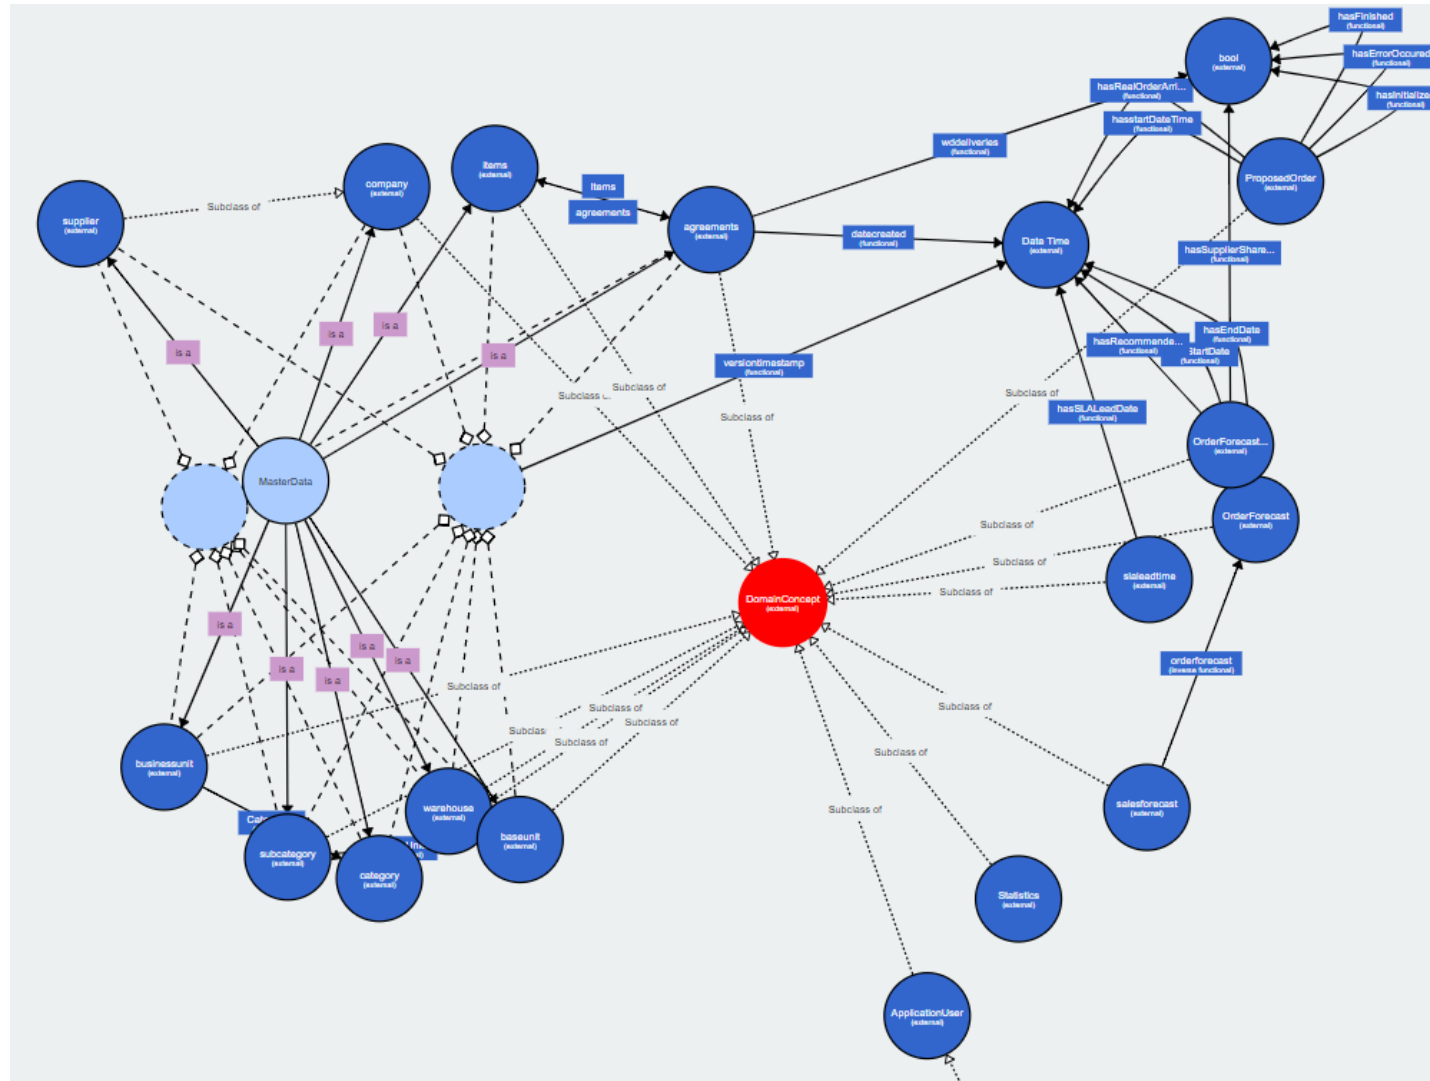 hasFinished
(functional)
bool
(external)
hasErrorOccured
(functional)
hasRealOrderArri...
(functional)
hasInitialize
(functional)
hasstartDateTime
(functional)
wddeliveries
(functional)
Items
(external)
company
(external)
ProposedOrder
(external)
Items
agreements
supplier
(external)
Subclass of
agreements
(external)
datecreated
(functional)
Date Time
(external)
hasSupplierShare...
(functional)
is a
is a
is a
is a
hasEndDate
(functional)
hasRecommende...
(functional)
StartDate
(functional)
versiontimestamp
(functional)
Subclass of
Subclass
Subclass of
Subclass of
hasSLALeadDate
(functional)
OrderForecast...
(external)
MasterData
OrderForecast
(external)
Subclass of
Subclass of
slaleadtime
(external)
Subclass of
DomainConcept
(external)
is a
is a
is a
is a
is a
orderforecast
(inverse functional)
Subclass of
Subclass of
Subclass of
Subclass of
Subclass
Subclass of
Subclass of
businessunit
(external)
warehouse
(external)
salesforecast
(external)
Subclass of
baseunit
(external)
subcategory
(external)
category
(external)
Statistics
(external)
ApplicationUser
(external)